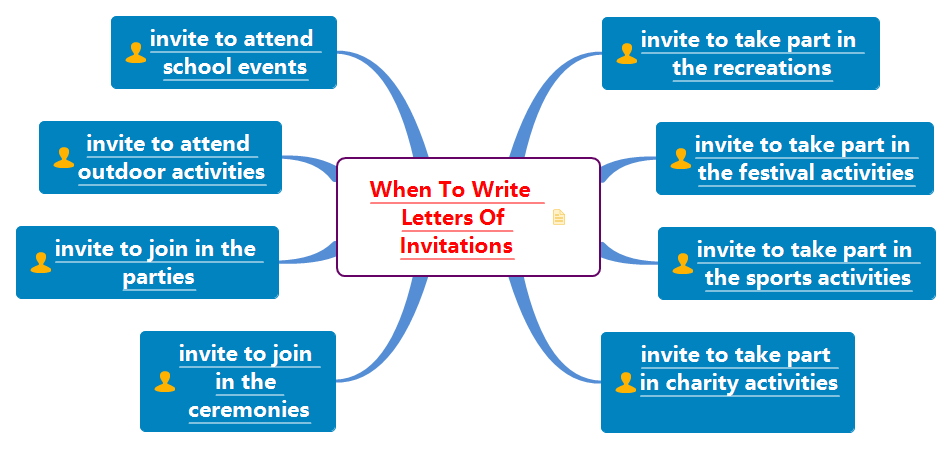 invite to attend
school events
invite to attend
outdoor activities
invite to join in the
parties
invite to join
in the
ceremonies
When To Write
Letters Of
Invitations
invite to take part in
the recreations
invite to take part in
the festival activities
invite to take part in
the sports activities
invite to take part
in charity activities